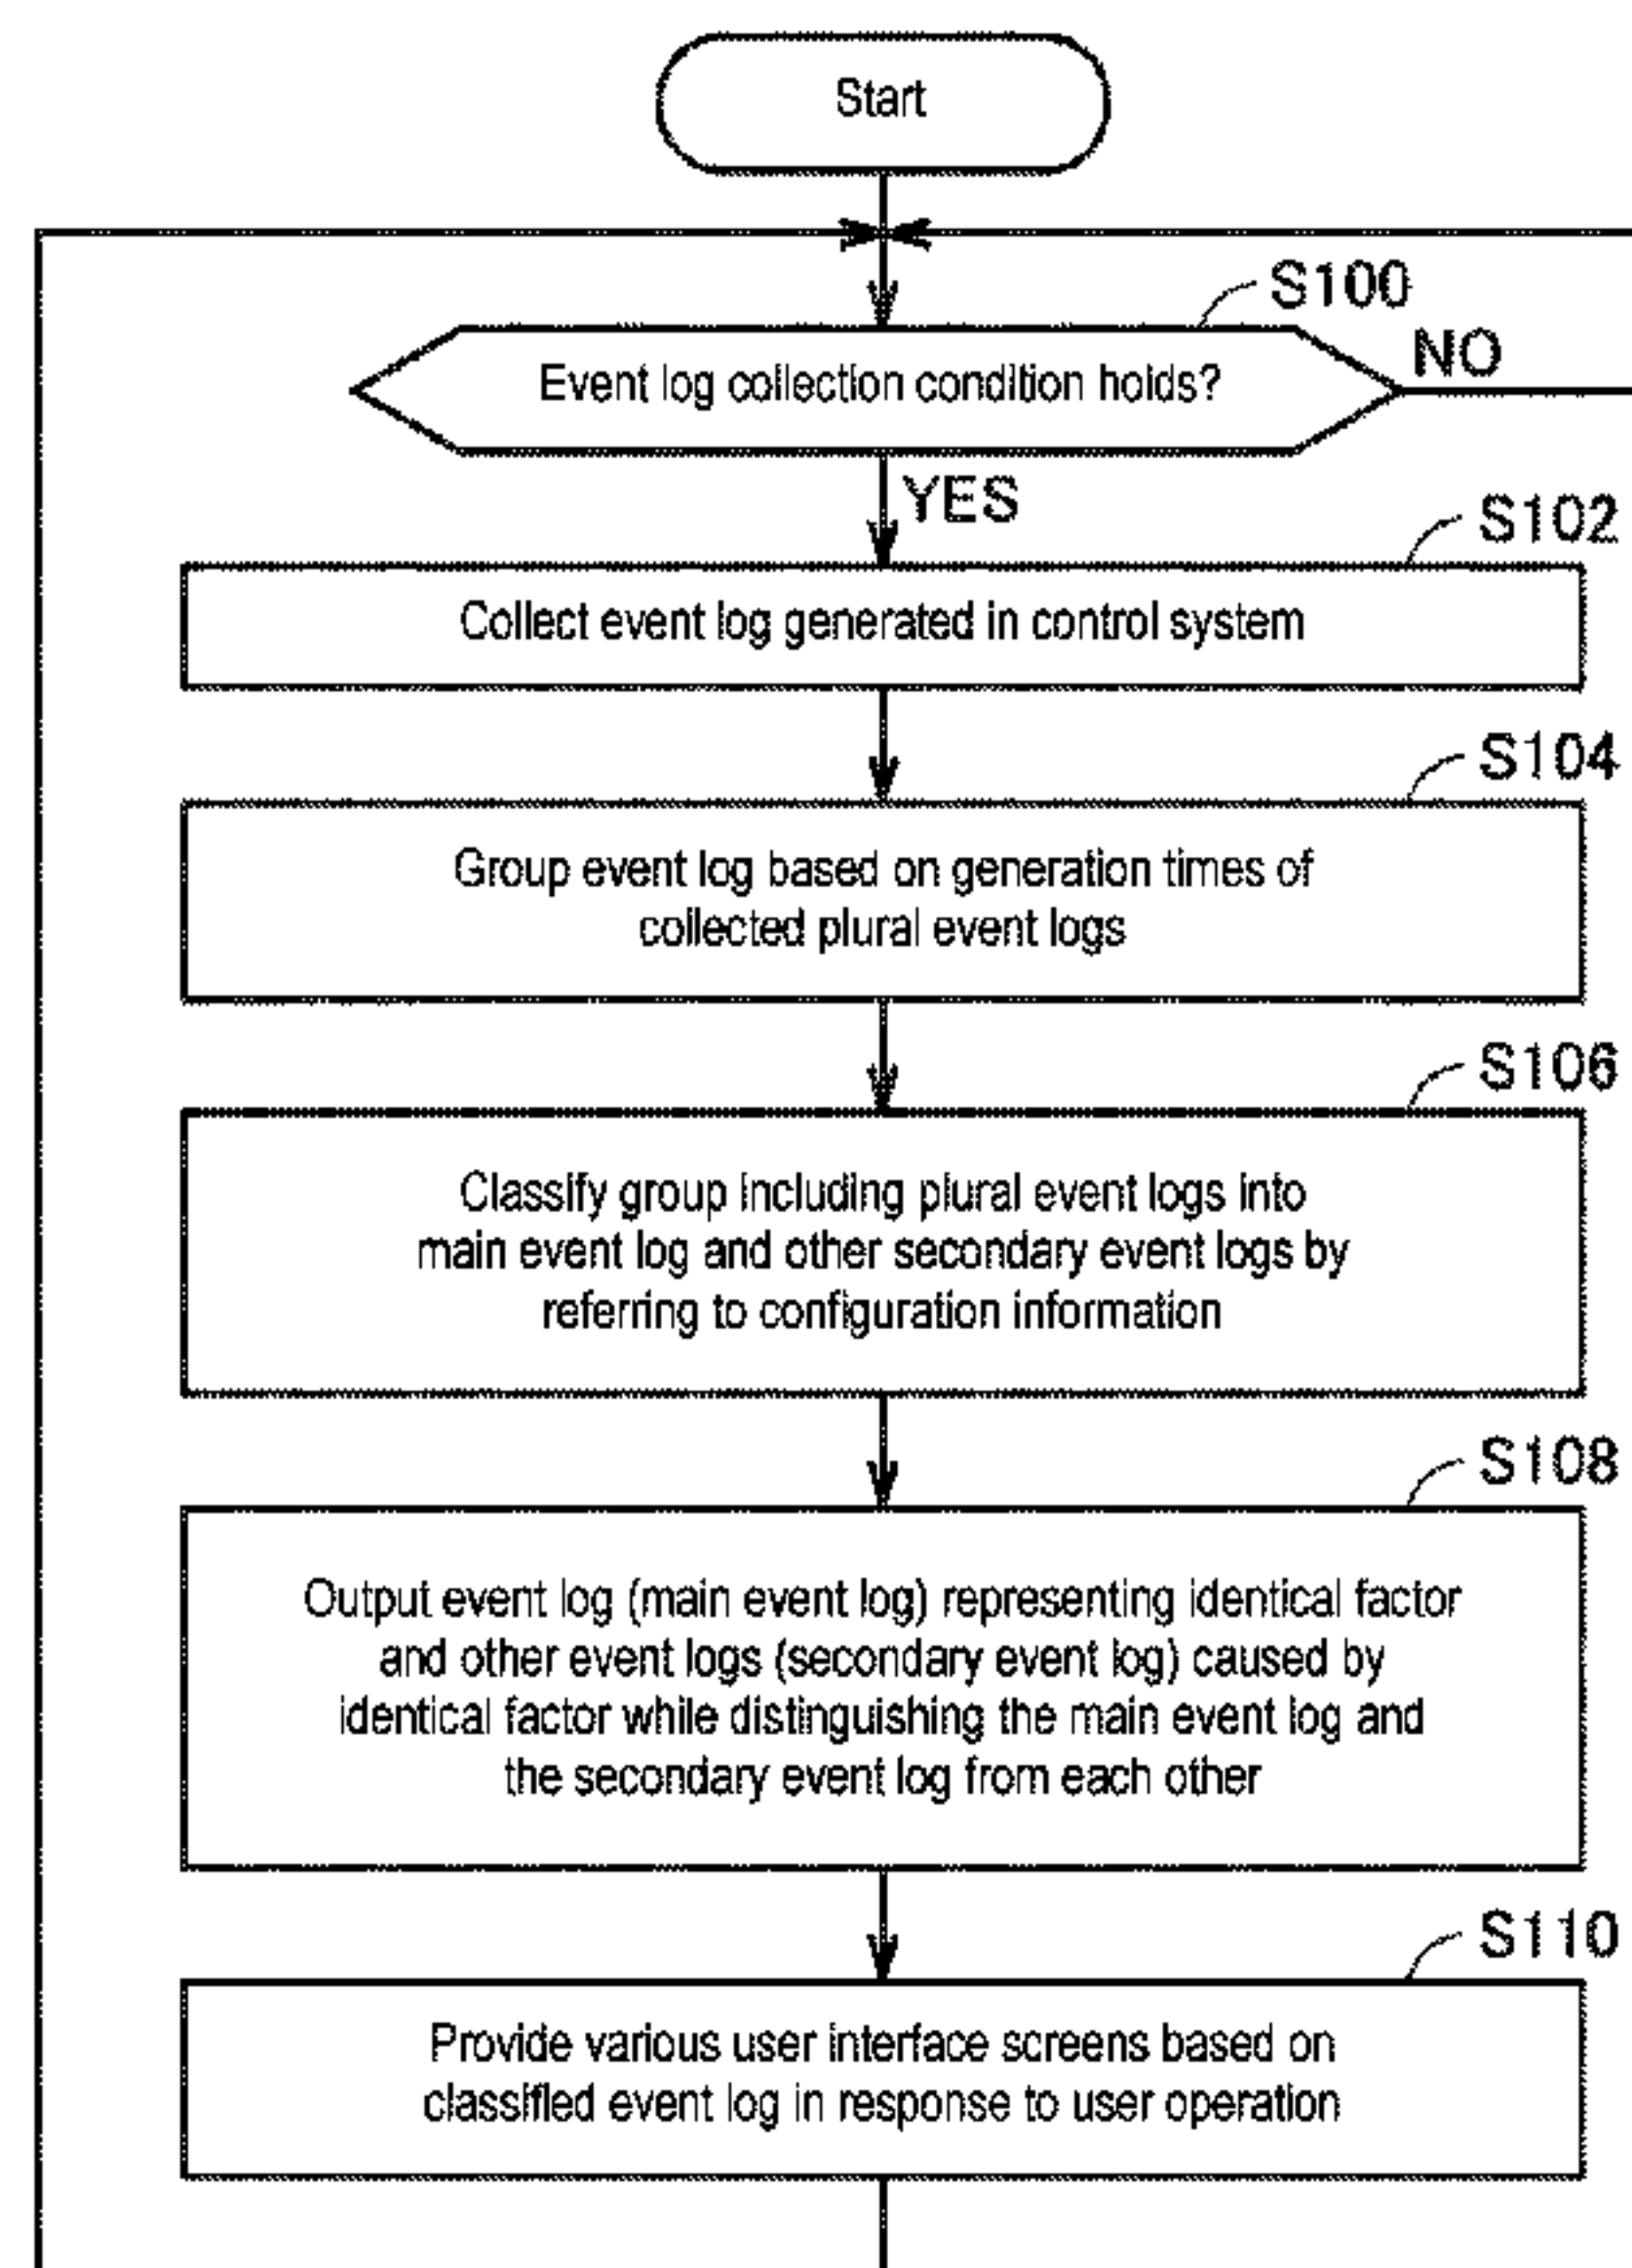 Start
S100
Event log collection condition holds?
NO
YES
S102
Collect event log generated in control system
S104
Group event log based on generation times of
collected plural event logs
S106
Classify group including plural event logs into
main event log and other secondary event logs by
referring to configuration information
S108
Output event log (main event log) representing identical factor
and other event logs (secondary event log) caused by
identical factor while distinguishing the main event log and
the secondary event log from each other
S110
Provide various user interface screens based on
classified event log in response to user operation